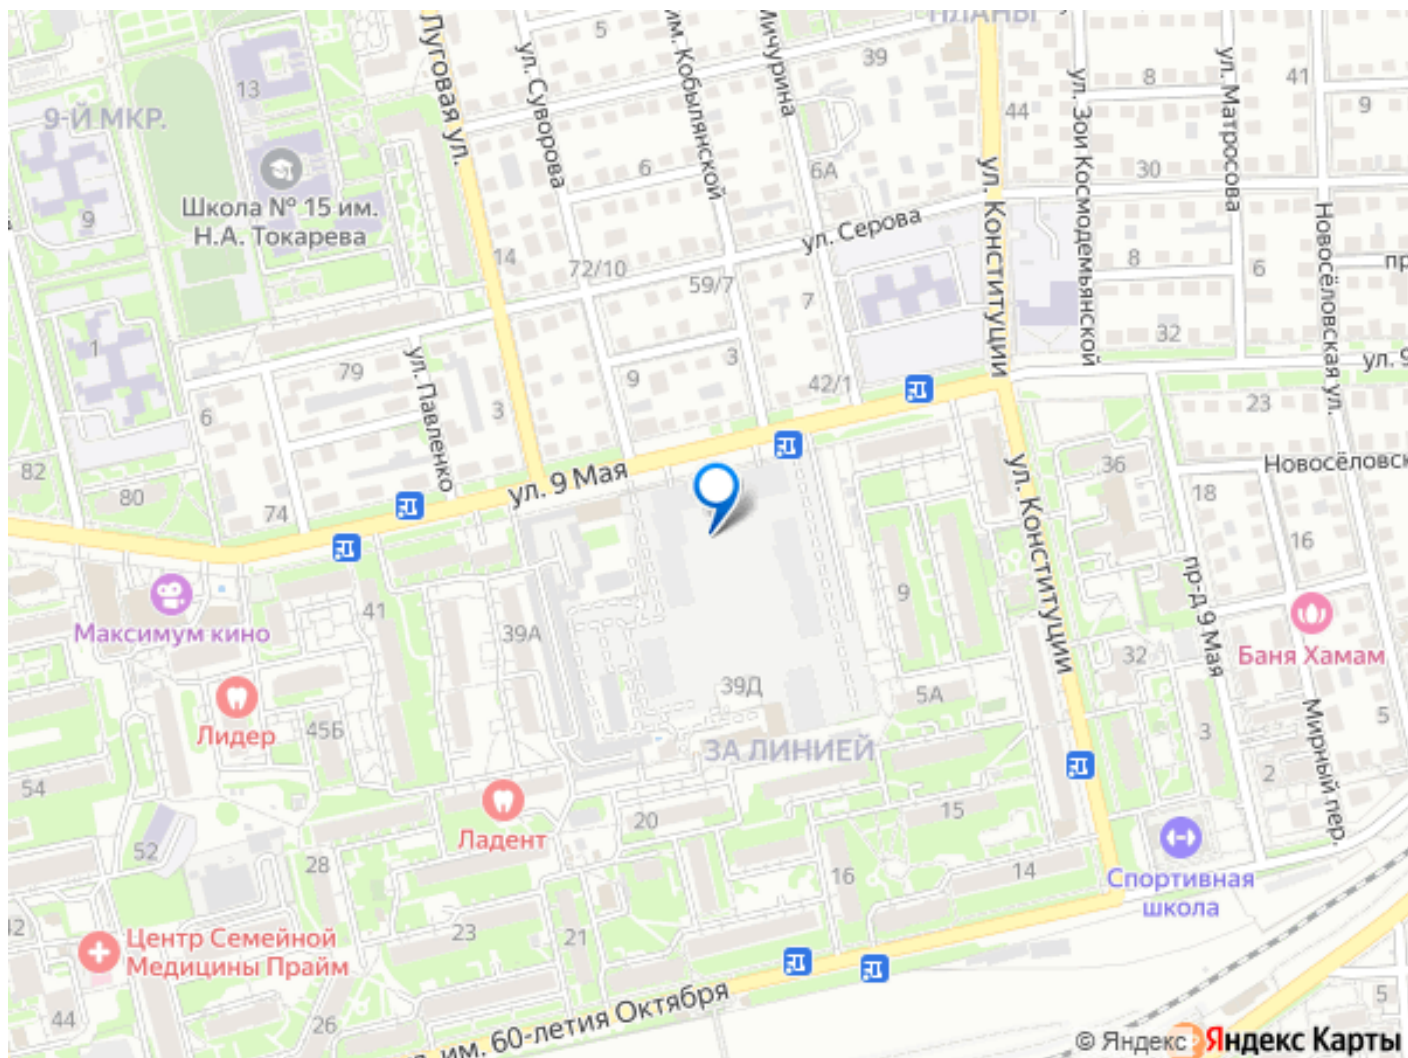 ПЛАНЫ
5
39
8
41
9
44
13
9-Й МКР.
Луговая ул.
ул. Суворова
им. Кобылянской
Мичурина
ул. Конституции
ул. Зои Космодемьянской
ул. Матросова
Новосёловская ул.
6
6А
30
Школа № 15 им.
Н.А. Токарева
9
ул. Серова
14
72/10
59/7
7
8
6
пр
32
1
79
ул. Павленко
3
9
3
42/1
ул. 9
6
23
82
80
74
ул. 9 Мая
ул. Конституции
36
18
Новосёловск
16
пр-д 9 Мая
Максимум кино
41
39А
9
32
Баня Хамам
Лидер
45Б
39Д
5А
3
5
Мирный пер.
ЗА ЛИНИЕЙ
54
2
Ладент
20
15
52
28
16
14
Спортивная
школа
12
23
21
Центр Семейной
Медицины Прайм
44
26
л. им. 60-летия Октября
5
© Яндекс
Яндекс Карты